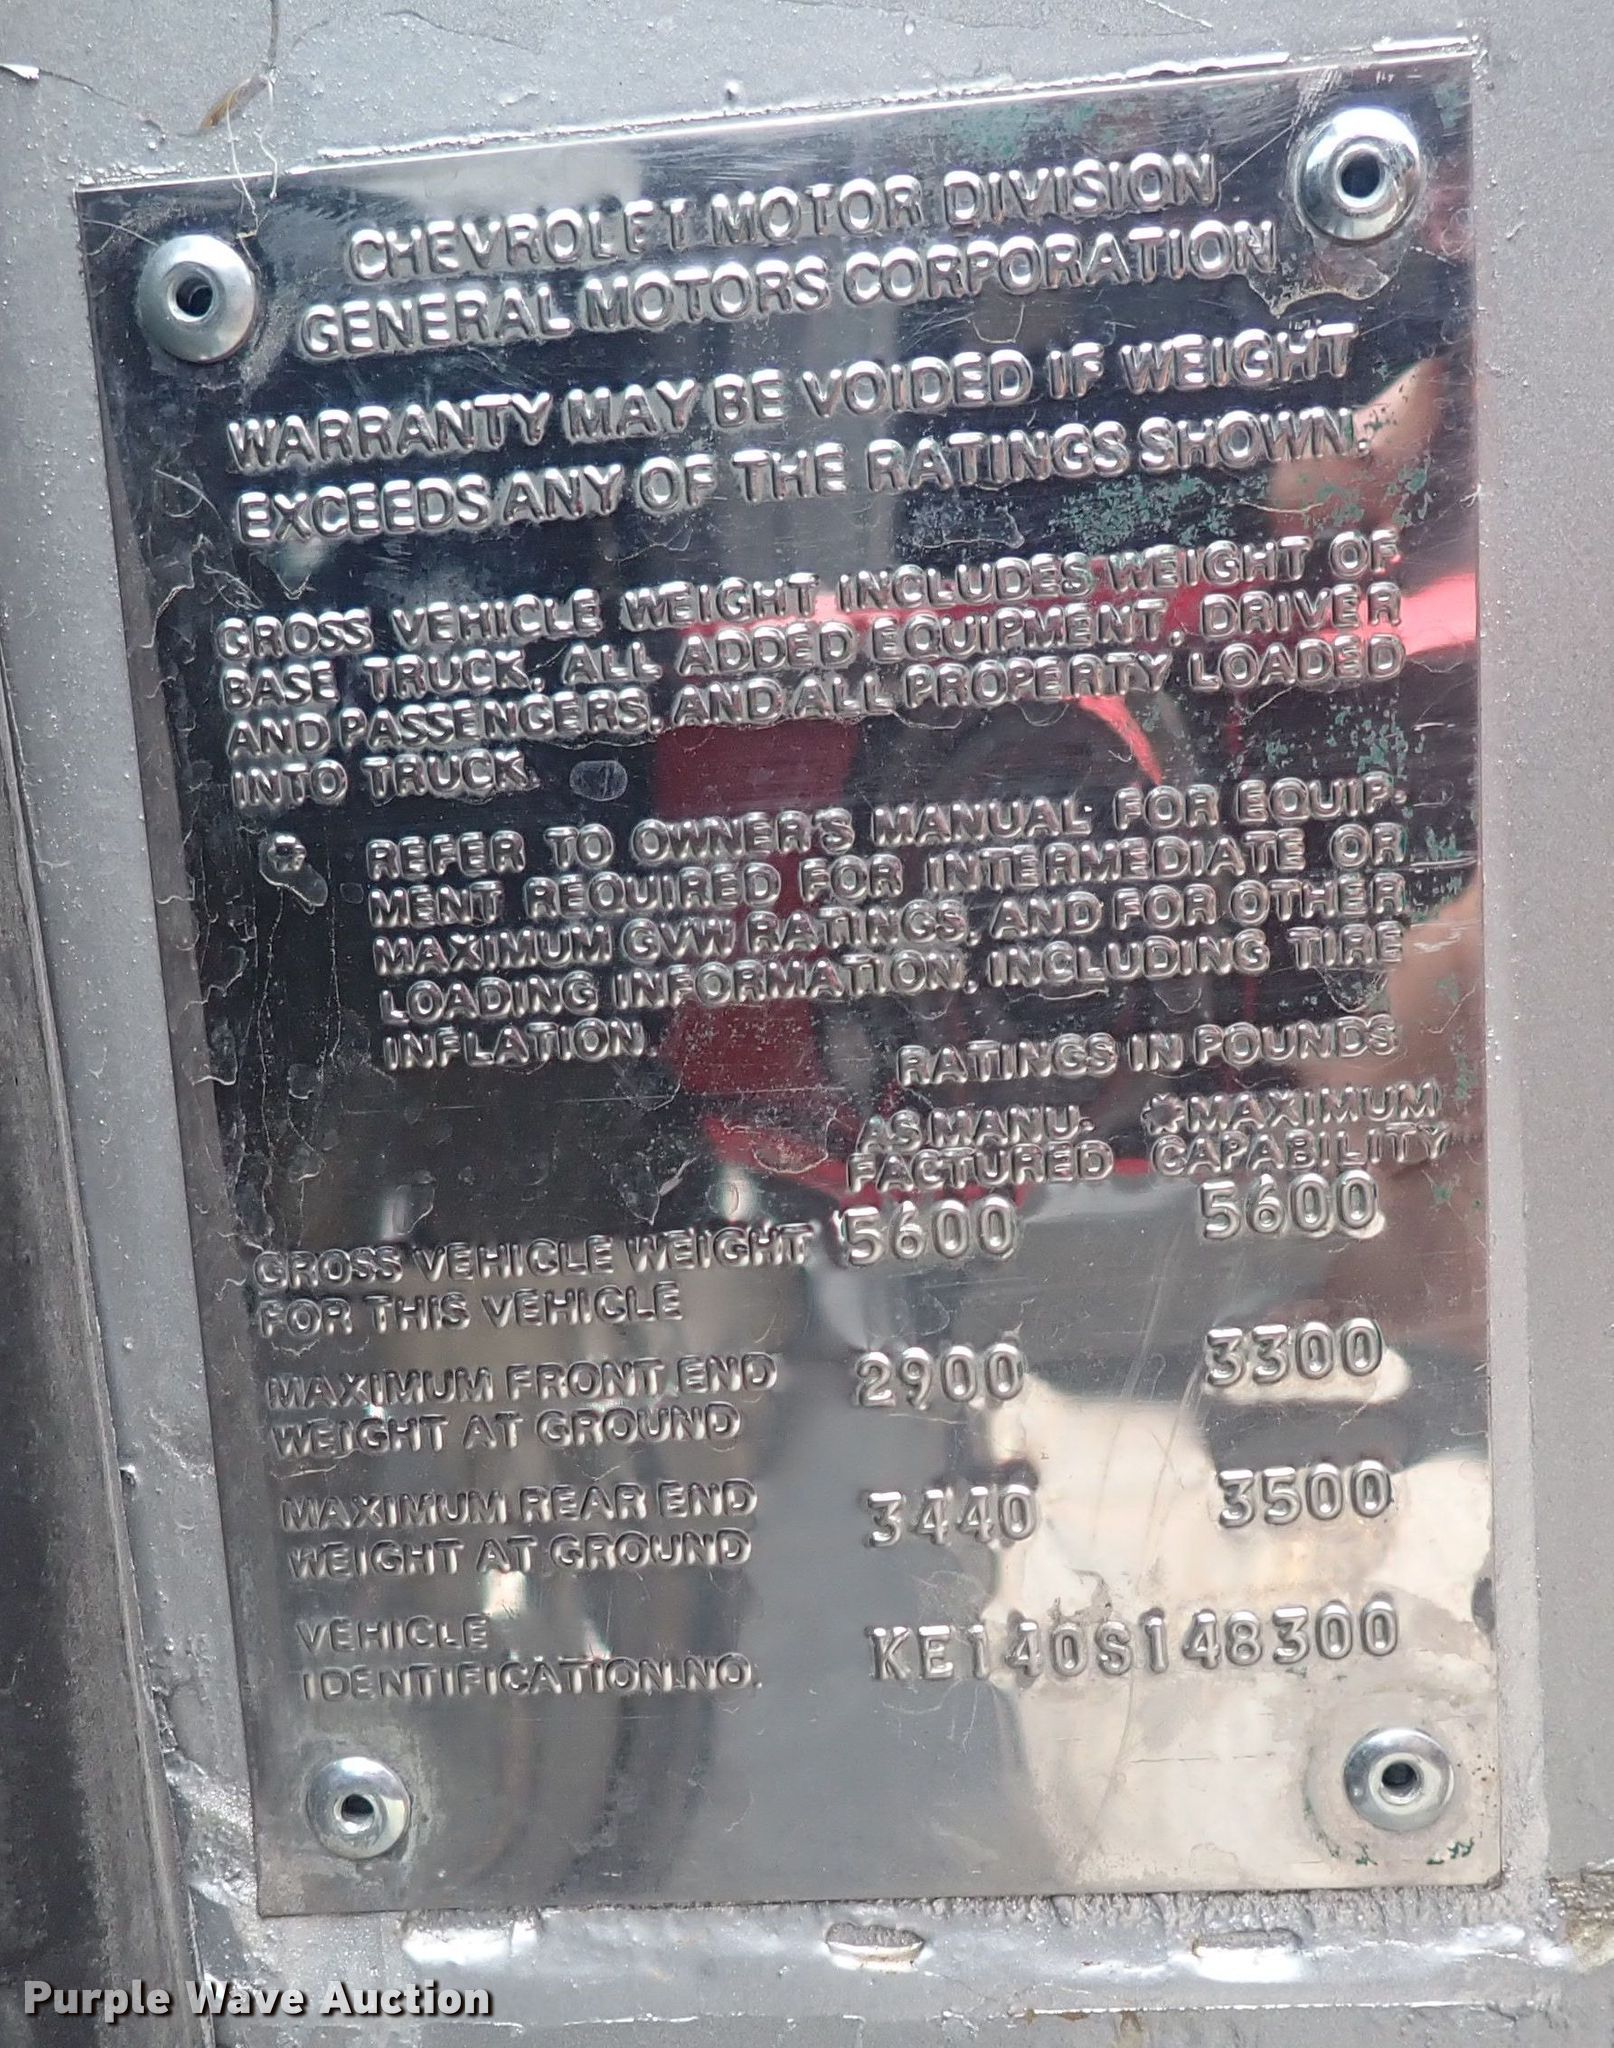 CHEVROLET MOTOR DIVISION
GENERAL MOTORS CORPORATION
WARRANTY MAY BE VOIDED IF WEIGHT
EXCEEDS ANY OF THE RATINGS SHOWN.
GROSS VEHICLE WEIGHT INCLUDES WEIGHT OF
BASE TRUCK, ALL ADDED EQUIPMENT, DRIVER
AND PASSENGERS, AND ALL PROPERTY LOADED
INTO TRUCK.
* REFER TO OWNER'S MANUAL FOR EQUIP-
MENT REQUIRED FOR INTERMEDIATE OR
MAXIMUM GVW RATINGS, AND FOR OTHER
LOADING INFORMATION, INCLUDING TIRE
INFLATION.
RATINGS IN POUNDS
AS MANU- *MAXIMUM
FACTURED CAPABILITY
GROSS VEHICLE WEIGHT 5600 5600
FOR THIS VEHICLE
MAXIMUM FRONT END 2900 3300
WEIGHT AT GROUND
MAXIMUM REAR END 3440 3500
WEIGHT AT GROUND
VEHICLE
IDENTIFICATION NO. KE140S148300
Purple Wave Auction